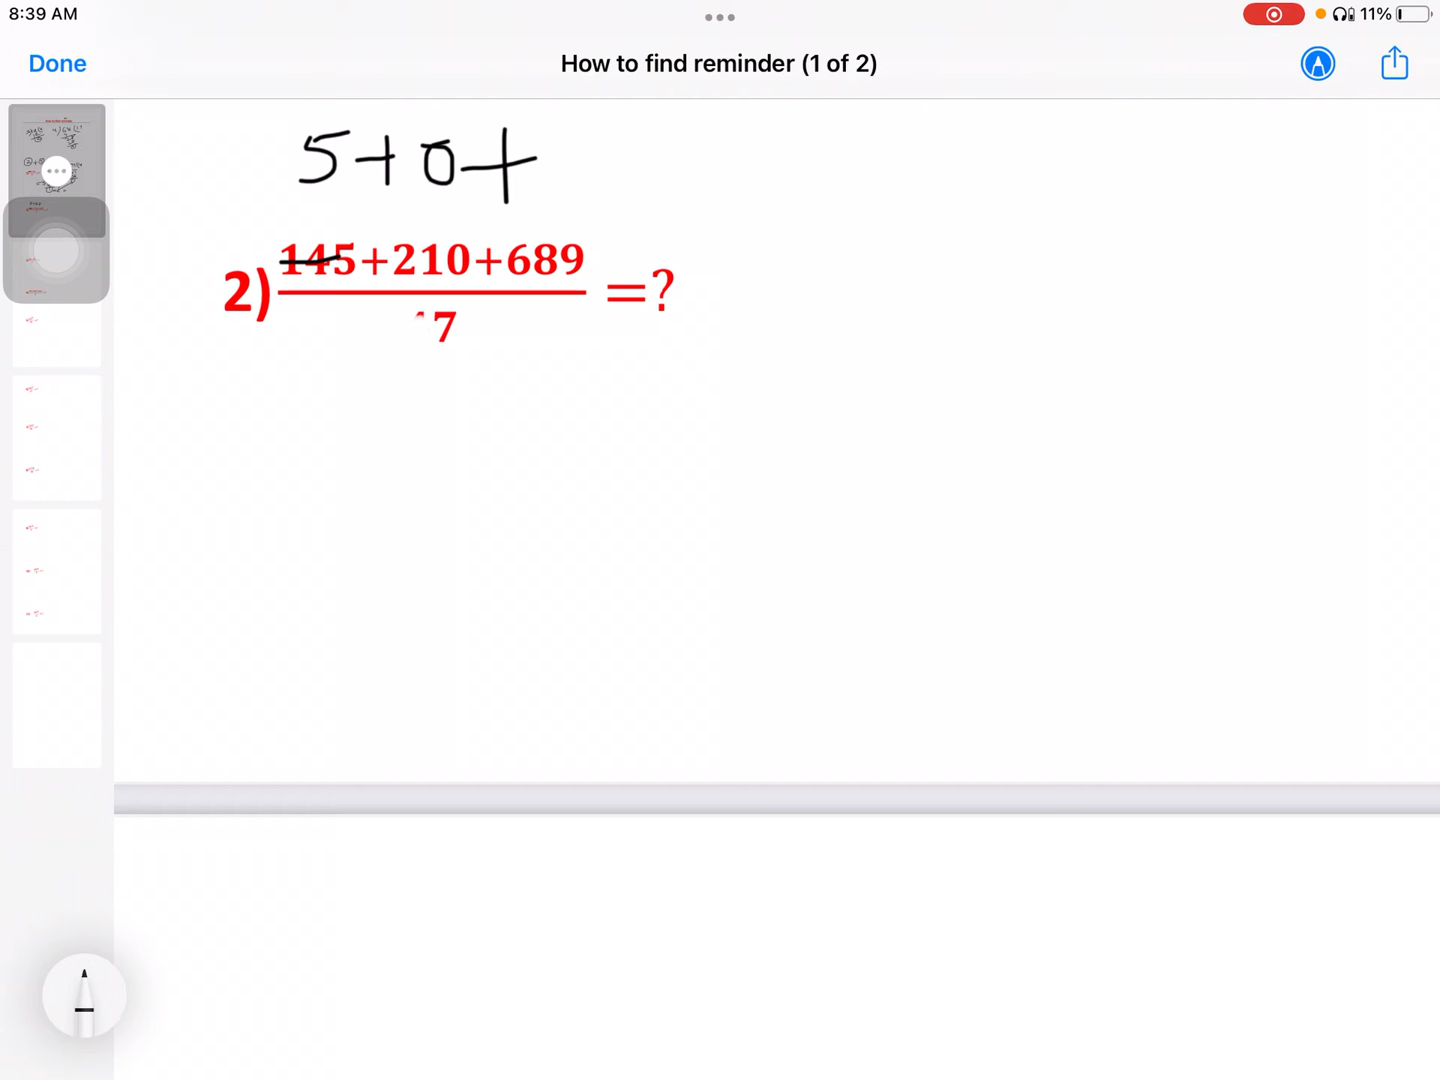 8:39 AM
11%
Done
How to find reminder (1 of 2)
5+0+
2) 145+210+689
7
=?